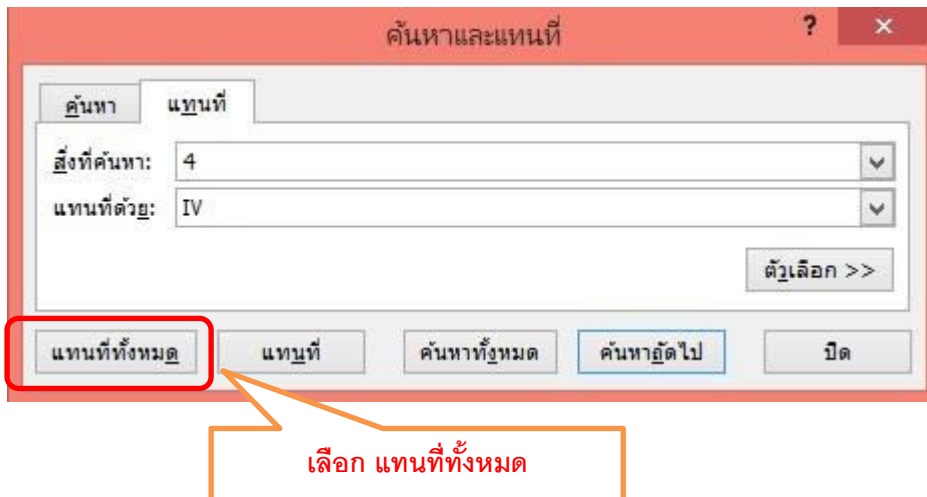 ค้นหาและแทนที่ ? ×
ค้นหา แทนที่
สิ่งที่ค้นหา: 4
แทนที่ด้วย: IV
ตัวเลือก >>
แทนที่ทั้งหมด แทนที่ ค้นหาทั้งหมด ค้นหาถัดไป ปิด
เลือก แทนที่ทั้งหมด